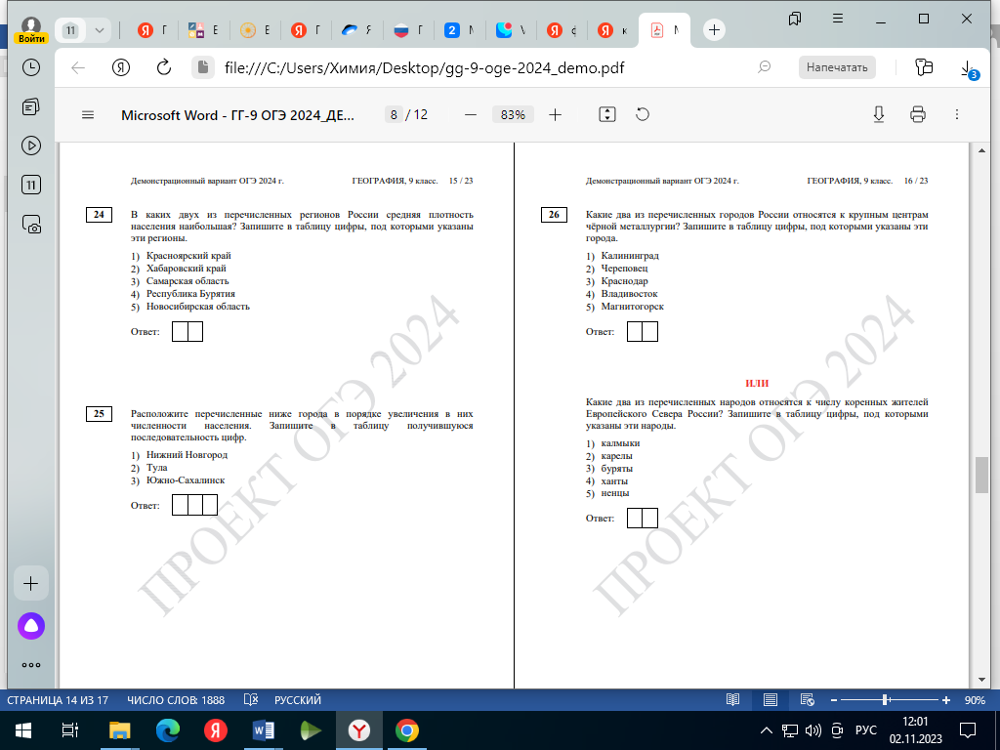 Войти
11
Г
Е
Е
Г
Я
Г
2
М
V
ф
к
М
file:///C:/Users/Химия/Desktop/gg-9-oge-2024_demo.pdf
Напечатать
3
Microsoft Word - ГГ-9 ОГЭ 2024_ДЕ...
8 / 12
83%
11
Демонстрационный вариант ОГЭ 2024 г. ГЕОГРАФИЯ, 9 класс. 15 / 23
24
В каких двух из перечисленных регионов России средняя плотность
населения наибольшая? Запишите в таблицу цифры, под которыми указаны
эти регионы.
1) Красноярский край
2) Хабаровский край
3) Самарская область
4) Республика Бурятия
5) Новосибирская область
Ответ:
25
Расположите перечисленные ниже города в порядке увеличения в них
численности населения. Запишите в таблицу получившуюся
последовательность цифр.
1) Нижний Новгород
2) Тула
3) Южно-Сахалинск
Ответ:
ПРОЕКТ ОГЭ 2024
Демонстрационный вариант ОГЭ 2024 г. ГЕОГРАФИЯ, 9 класс. 16 / 23
26
Какие два из перечисленных городов России относятся к крупным центрам
чёрной металлургии? Запишите в таблицу цифры, под которыми указаны эти
города.
1) Калининград
2) Череповец
3) Краснодар
4) Владивосток
5) Магнитогорск
Ответ:
ИЛИ
Какие два из перечисленных народов относятся к числу коренных жителей
Европейского Севера России? Запишите в таблицу цифры, под которыми
указаны эти народы.
1) калмыки
2) карелы
3) буряты
4) ханты
5) ненцы
Ответ:
ПРОЕКТ ОГЭ 2024
СТРАНИЦА 14 ИЗ 17 ЧИСЛО СЛОВ: 1888 РУССКИЙ
90%
РУС
12:01
02.11.2023